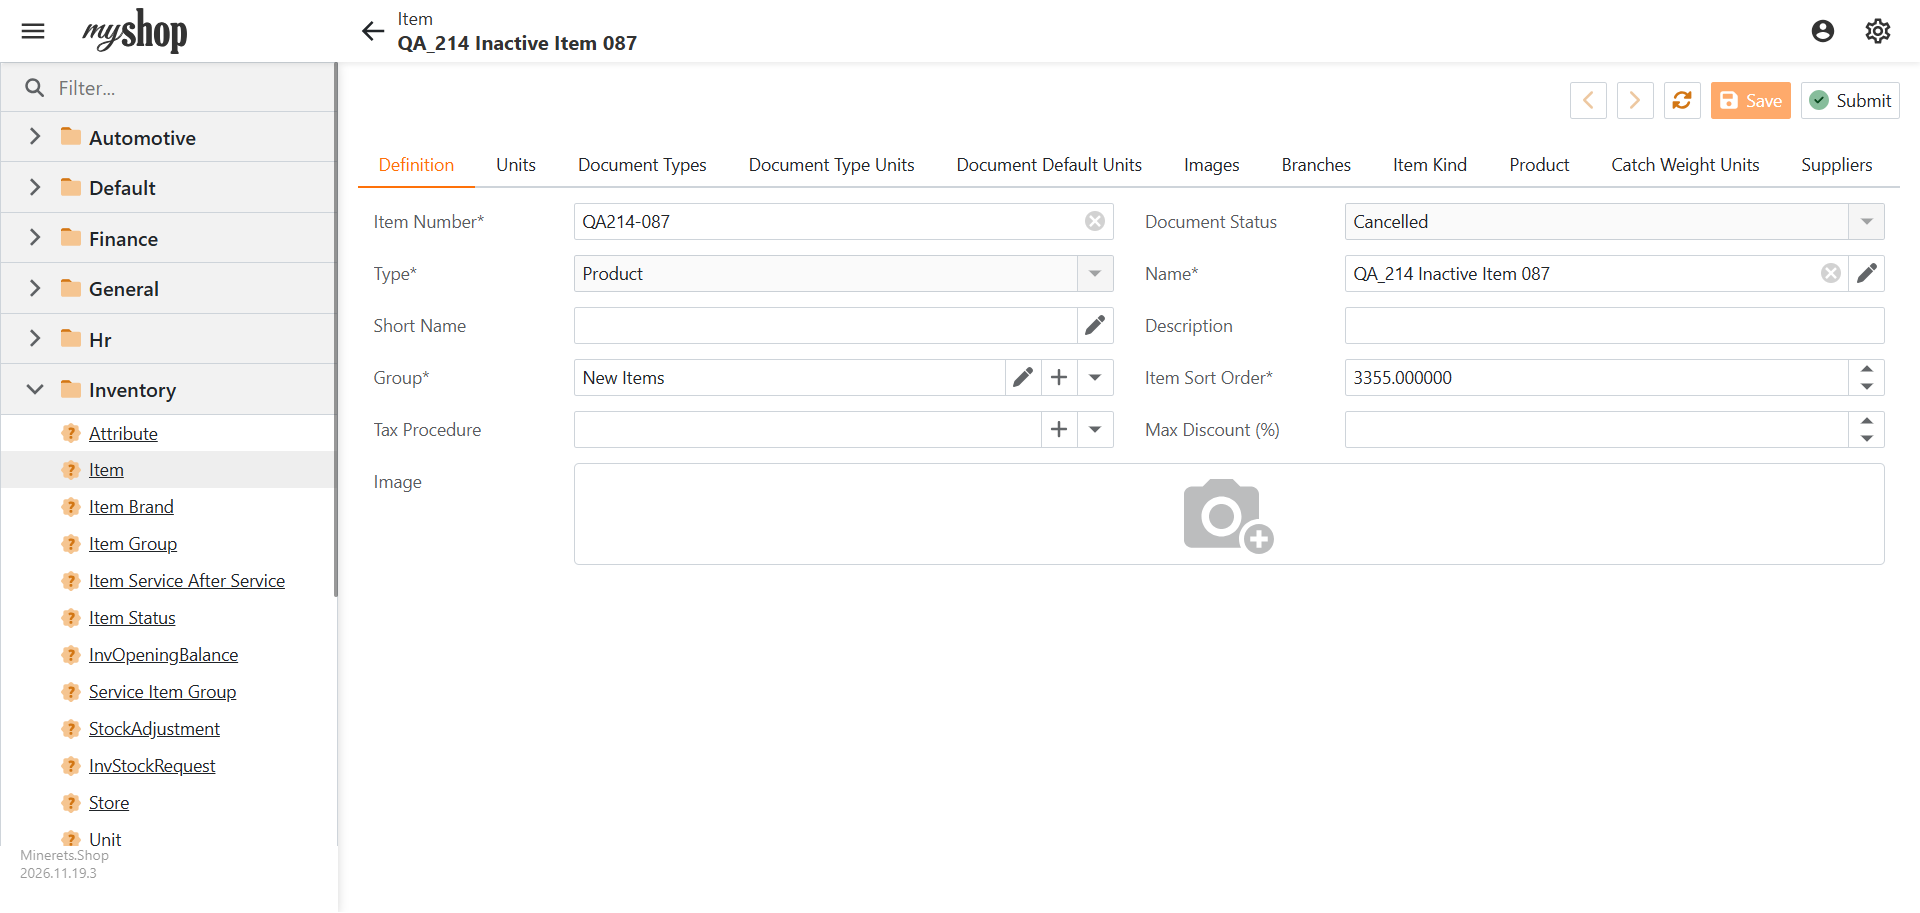 myshop
Item
QA_214 Inactive Item 087
Filter...
Automotive
Default
Finance
General
Hr
Inventory
Attribute
Item
Item Brand
Item Group
Item Service After Service
Item Status
InvOpeningBalance
Service Item Group
StockAdjustment
InvStockRequest
Store
Unit
Minerets.Shop
2026.11.19.3
Save
Submit
Definition Units Document Types Document Type Units Document Default Units Images Branches Item Kind Product Catch Weight Units Suppliers
Item Number* QA214-087 Document Status Cancelled
Type* Product Name* QA_214 Inactive Item 087
Short Name Description
Group* New Items Item Sort Order* 3355.000000
Tax Procedure Max Discount (%)
Image